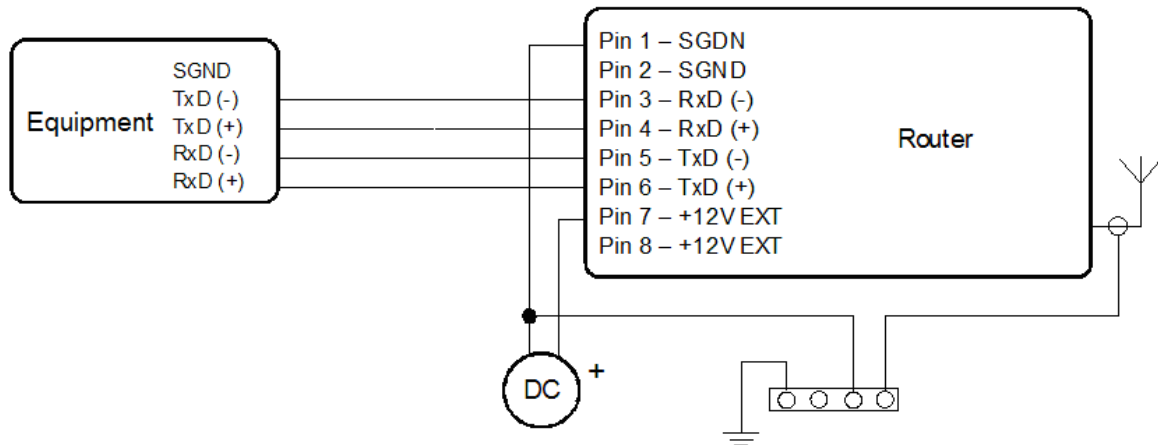 Equipment
SGND
TxD (-)
TxD (+)
RxD (-)
RxD (+)
Pin 1 – SGDN
Pin 2 – SGND
Pin 3 – RxD (-)
Pin 4 – RxD (+)
Pin 5 – TxD (-)
Pin 6 – TxD (+)
Pin 7 – +12V EXT
Pin 8 – +12V EXT
Router
DC
+